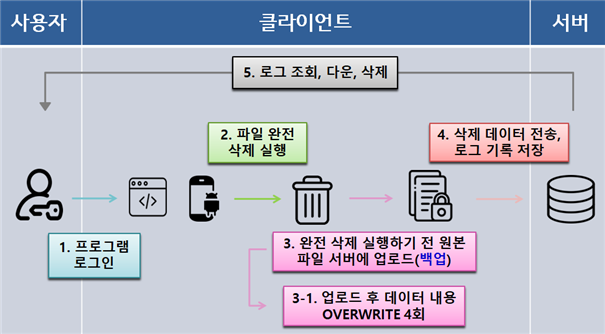 사용자
클라이언트
서버
5. 로그 조회, 다운, 삭제
2. 파일 완전
삭제 실행
4. 삭제 데이터 전송,
로그 기록 저장
</>
1. 프로그램
로그인
3. 완전 삭제 실행하기 전 원본
파일 서버에 업로드(백업)
3-1. 업로드 후 데이터 내용
OVERWRITE 4회